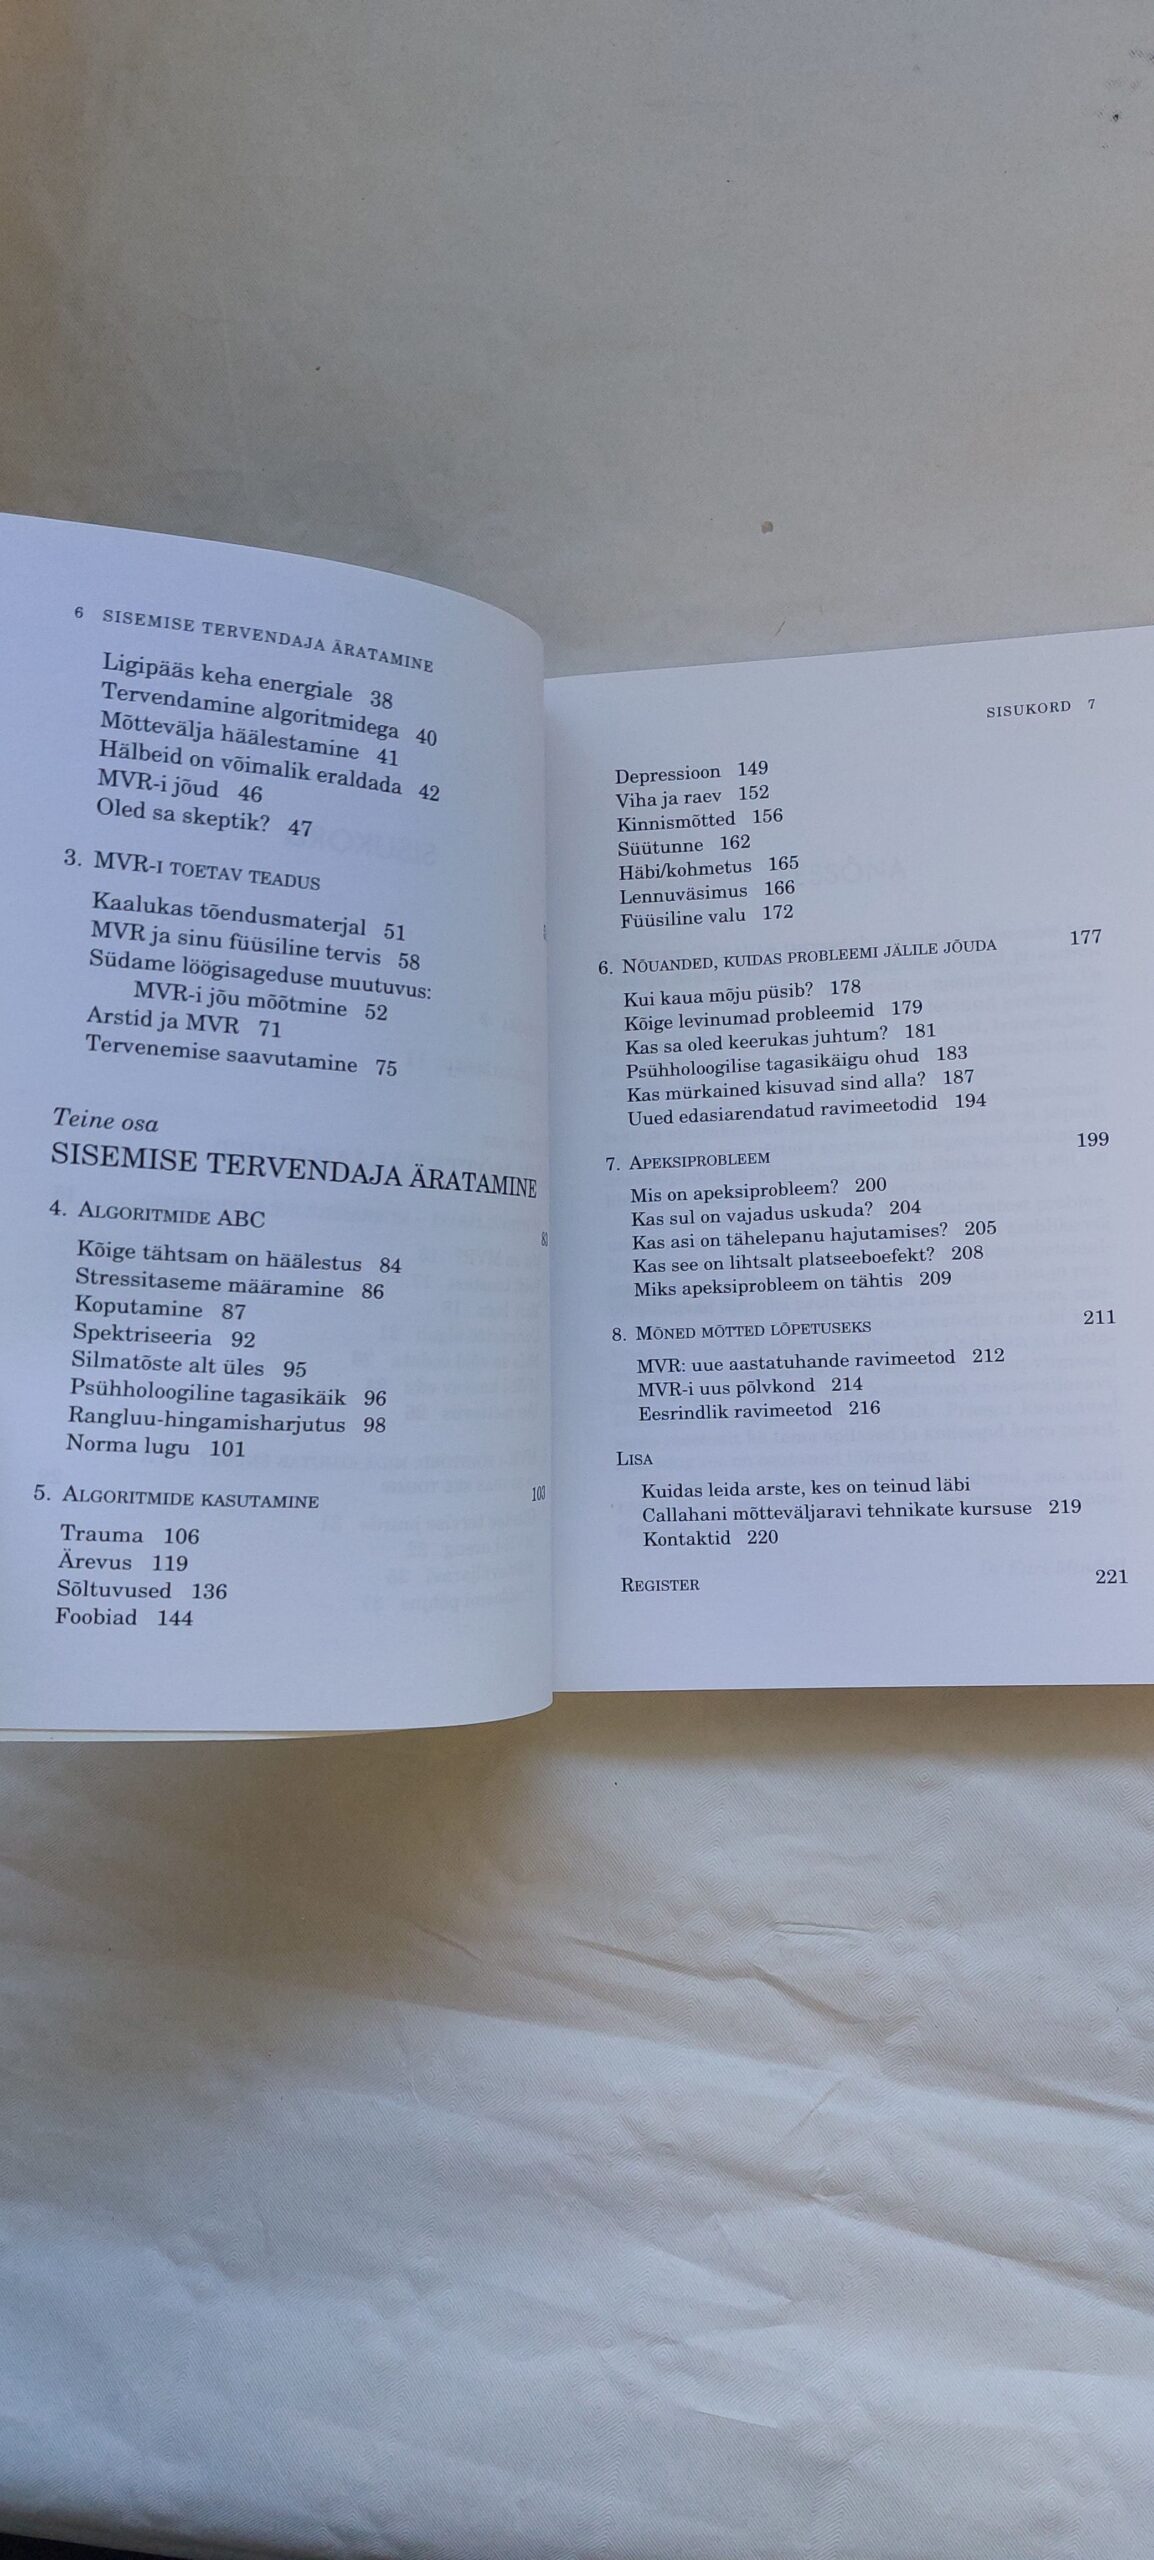 6 SISEMISE TERVENDAJA ÄRATAMINE
Ligipääs keha energiale 38
Tervendamine algoritmidega 40
Mõttevälja häälestamine 41
Hälbeid on võimalik eraldada 42
MVR-i jõud 46
Oled sa skeptik? 47
3. MVR-I TOETAV TEADUS
Kaalukas tõendusmaterjal 51
MVR ja sinu füüsiline tervis 58
Südame löögisageduse muutuvus:
MVR-i jõu mõõtmine 52
Arstid ja MVR 71
Tervenemise saavutamine 75
Teine osa
SISEMISE TERVENDAJA ÄRATAMINE
4. ALGORITMIDE ABC
Kõige tähtsam on häälestus 84
Stressitaseme määramine 86
Koputamine 87
Spektriseeria 92
Silmatõste alt üles 95
Psühholoogiline tagasikäik 96
Rangluu-hingamisharjutus 98
Norma lugu 101
5. ALGORITMIDE KASUTAMINE 103
Trauma 106
Ärevus 119
Sõltuvused 136
Foobiad 144
SISUKORD 7
Depressioon 149
Viha ja raev 152
Kinnismõtted 156
Süütunne 162
Häbi/kohmetus 165
Lennuväsimus 166
Füüsiline valu 172
6. NÕUANDED, KUIDAS PROBLEEMI JÄLILE JÕUDA 177
Kui kaua mõju püsib? 178
Kõige levinumad probleemid 179
Kas sa oled keerukas juhtum? 181
Psühholoogilise tagasikäigu ohud 183
Kas mürkained kisuvad sind alla? 187
Uued edasiarendatud ravimeetodid 194
7. APEKSIPROBLEEM 199
Mis on apeksiprobleem? 200
Kas sul on vajadus uskuda? 204
Kas asi on tähelepanu hajutamises? 205
Kas see on lihtsalt platseeboefekt? 208
Miks apeksiprobleem on tähtis 209
8. MÕNED MÕTTED LÕPETUSEKS 211
MVR: uue aastatuhande ravimeetod 212
MVR-i uus põlvkond 214
Eesrindlik ravimeetod 216
LISA
Kuidas leida arste, kes on teinud läbi
Callahani mõtteväljaravi tehnikate kursuse 219
Kontaktid 220
REGISTER 221